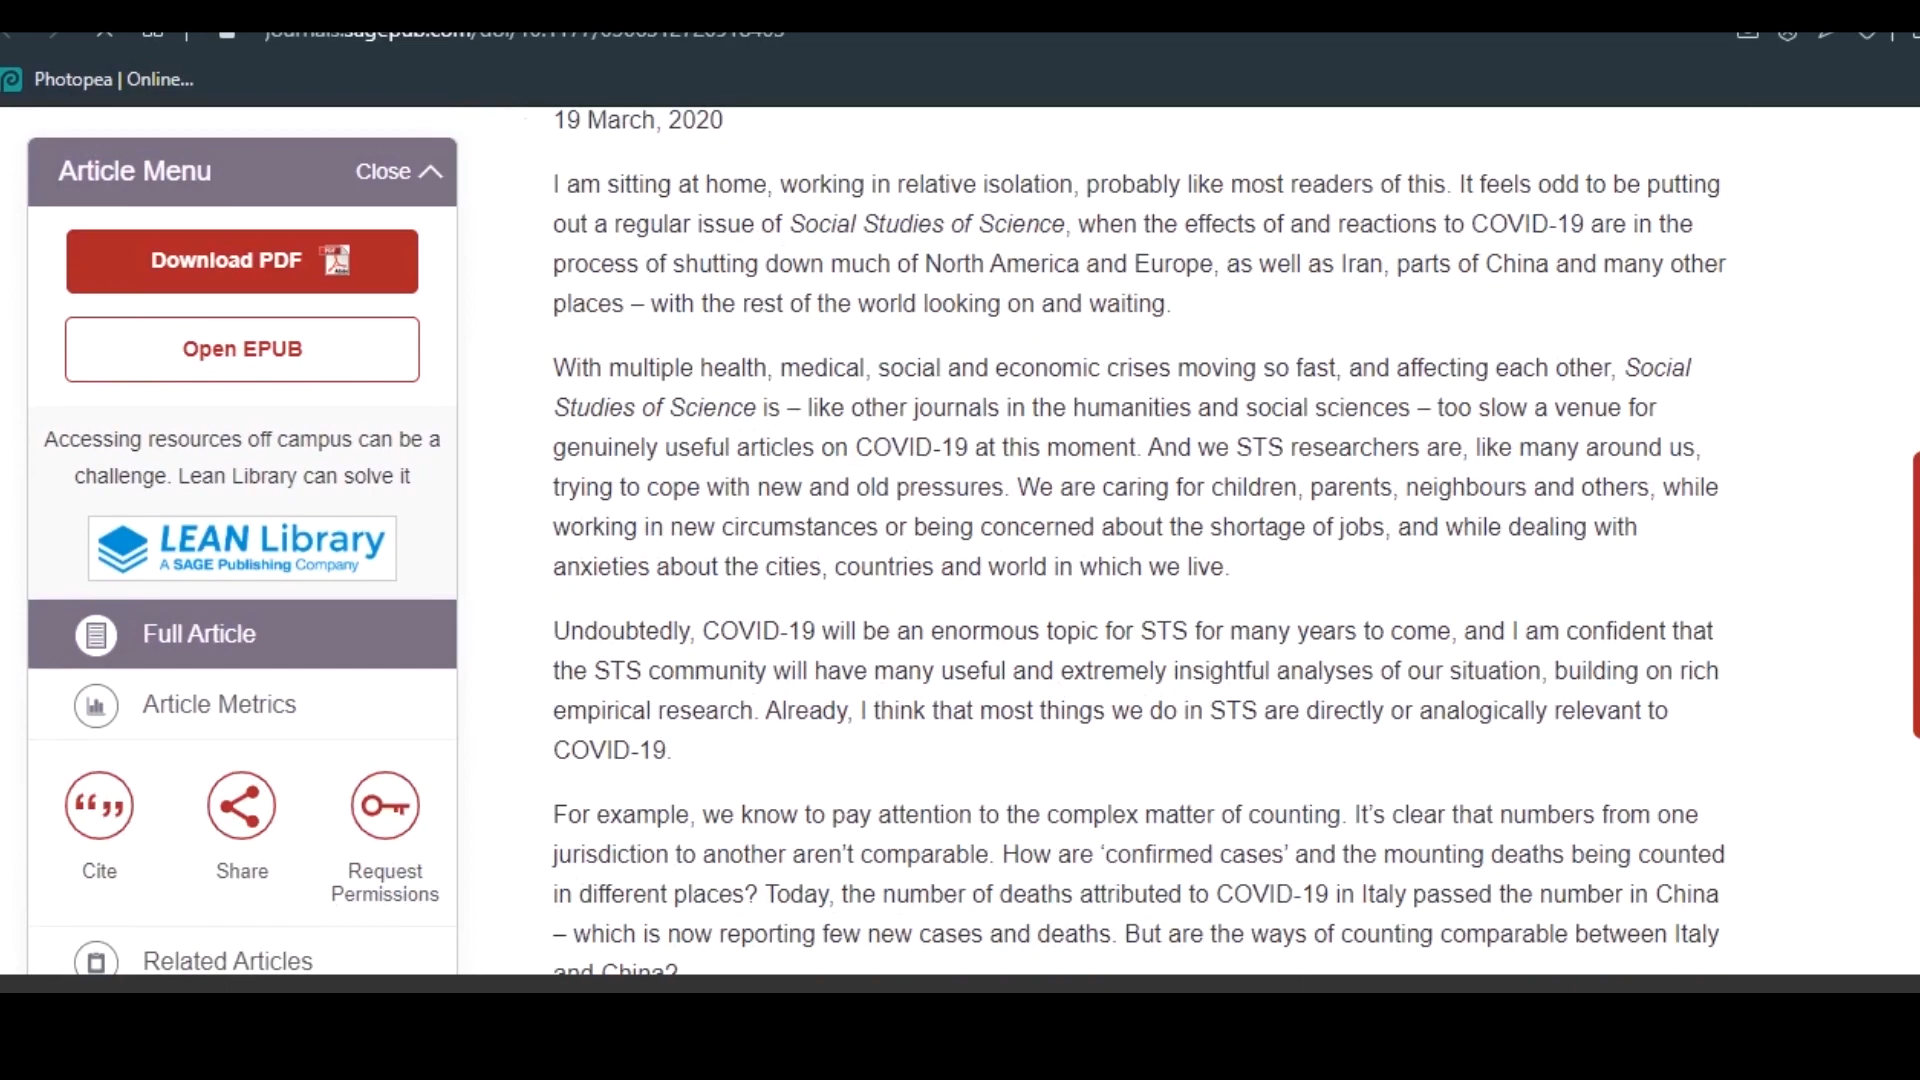 Photopea | Online...
19 March, 2020
Article Menu
Close
Download PDF
Open EPUB
Accessing resources off campus can be a
challenge. Lean Library can solve it
LEAN Library
A SAGE Publishing Company
Full Article
Article Metrics
Cite
Share
Request
Permissions
Related Articles
I am sitting at home, working in relative isolation, probably like most readers of this. It feels odd to be putting
out a regular issue of Social Studies of Science, when the effects of and reactions to COVID-19 are in the
process of shutting down much of North America and Europe, as well as Iran, parts of China and many other
places – with the rest of the world looking on and waiting.
With multiple health, medical, social and economic crises moving so fast, and affecting each other, Social
Studies of Science is – like other journals in the humanities and social sciences – too slow a venue for
genuinely useful articles on COVID-19 at this moment. And we STS researchers are, like many around us,
trying to cope with new and old pressures. We are caring for children, parents, neighbours and others, while
working in new circumstances or being concerned about the shortage of jobs, and while dealing with
anxieties about the cities, countries and world in which we live.
Undoubtedly, COVID-19 will be an enormous topic for STS for many years to come, and I am confident that
the STS community will have many useful and extremely insightful analyses of our situation, building on rich
empirical research. Already, I think that most things we do in STS are directly or analogically relevant to
COVID-19.
For example, we know to pay attention to the complex matter of counting. It’s clear that numbers from one
jurisdiction to another aren’t comparable. How are ‘confirmed cases’ and the mounting deaths being counted
in different places? Today, the number of deaths attributed to COVID-19 in Italy passed the number in China
– which is now reporting few new cases and deaths. But are the ways of counting comparable between Italy
and China?